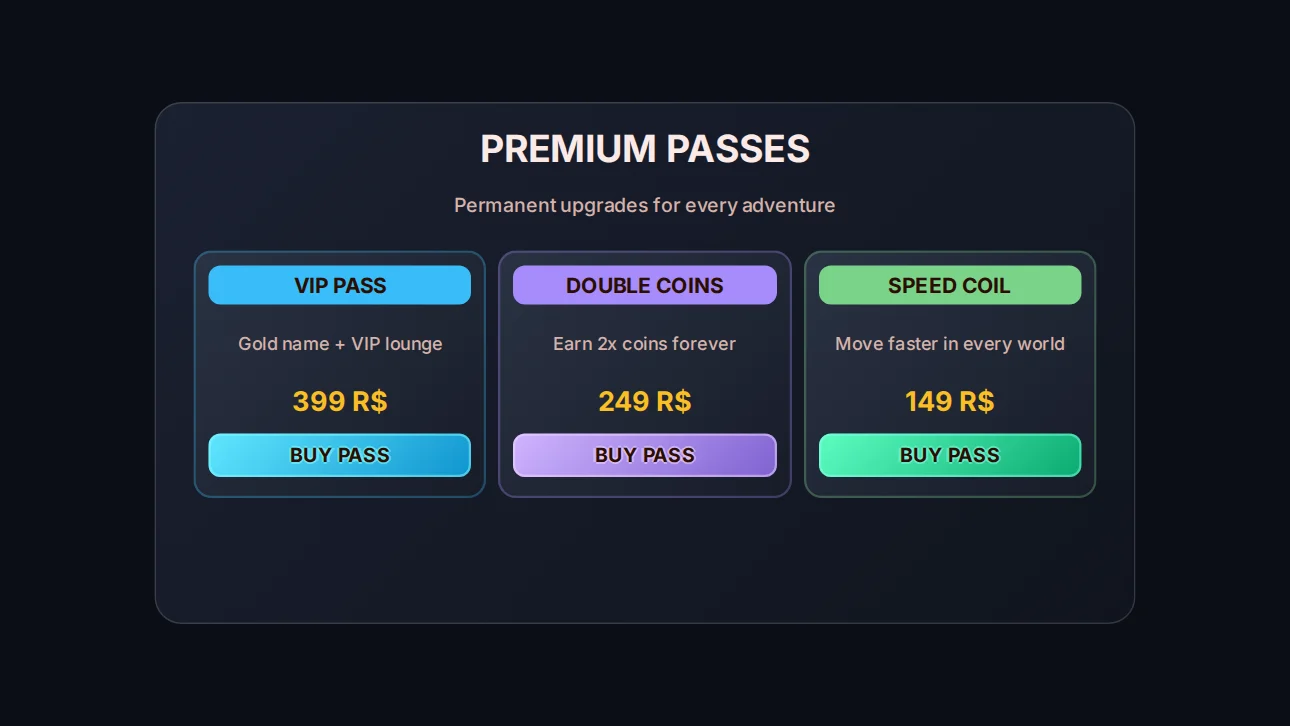 PREMIUM PASSES
Permanent upgrades for every adventure
VIP PASS
Gold name + VIP lounge
399 R$
BUY PASS
DOUBLE COINS
Earn 2x coins forever
249 R$
BUY PASS
SPEED COIL
Move faster in every world
149 R$
BUY PASS